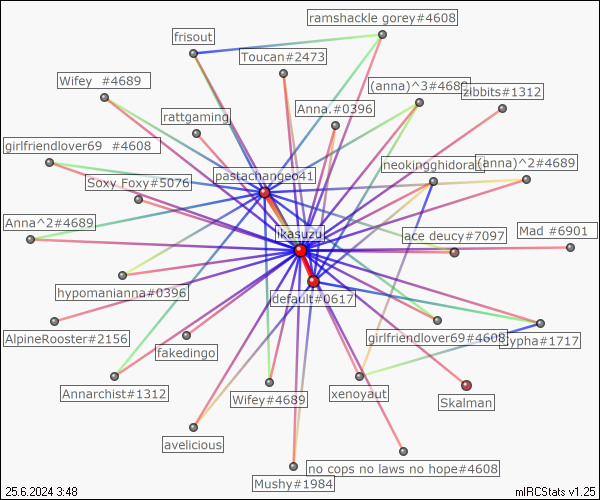 ramshackle gorey#4608
frisout
Toucan#2473
Wifey  #4689
(anna)^3#4689
zibbits#1312
Anna.#0396
rattgaming
girlfriendlover69  #4608
(anna)^2#4689
pastachangeo41
Soxy Foxy#5076
Anna^2#4689
ikasuzu
ace deucy#7097
Mad #6901
hypomanianna#0396
default#0617
AlpineRooster#2156
girlfriendlover69#4608
fakedingo
Annarchist#1312
Wifey#4689
xenoyaut
Skalman
avelicious
no cops no laws no hope#4608
Mushy#1984
25.6.2024 3:48
mIRCStats v1.25